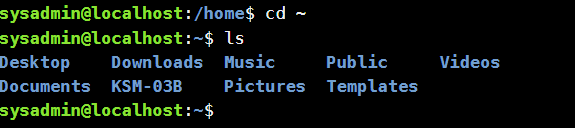 sysadmin@localhost:/home$ cd ~
sysadmin@localhost:~$ ls
Desktop    Downloads  Music     Public     Videos
Documents  KSM-03B    Pictures  Templates
sysadmin@localhost:~$